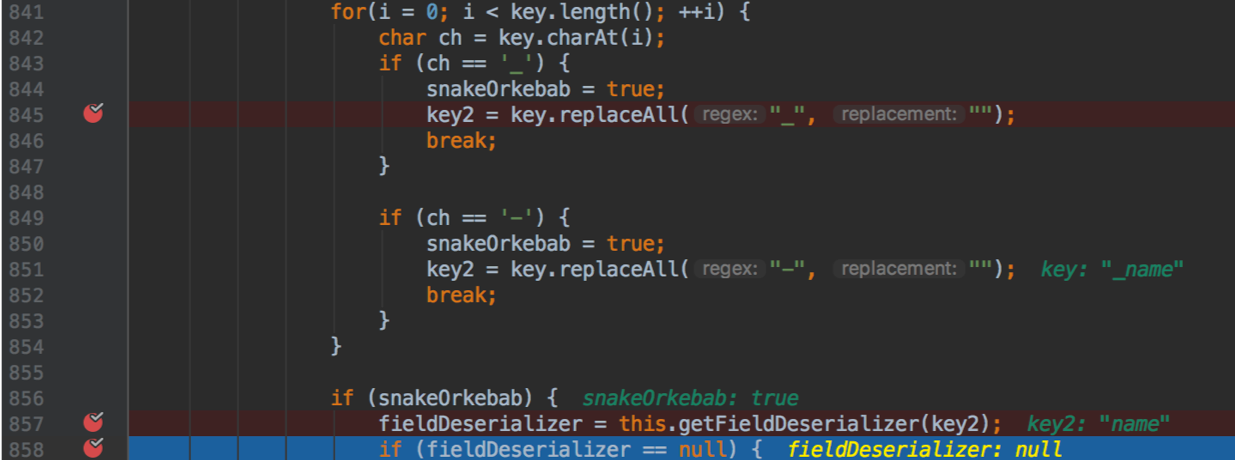 841 for(i = 0; i < key.length(); ++i) {
842 char ch = key.charAt(i);
843 if (ch == '_') {
844 snakeOrkebab = true;
845 key2 = key.replaceAll( regex: "_", replacement: "");
846 break;
847 }
848
849 if (ch == '-') {
850 snakeOrkebab = true;
851 key2 = key.replaceAll( regex: "-", replacement: ""); key: "_name"
852 break;
853 }
854 }
855
856 if (snakeOrkebab) { snakeOrkebab: true
857 fieldDeserializer = this.getFieldDeserializer(key2); key2: "name"
858 if (fieldDeserializer == null) { fieldDeserializer: null